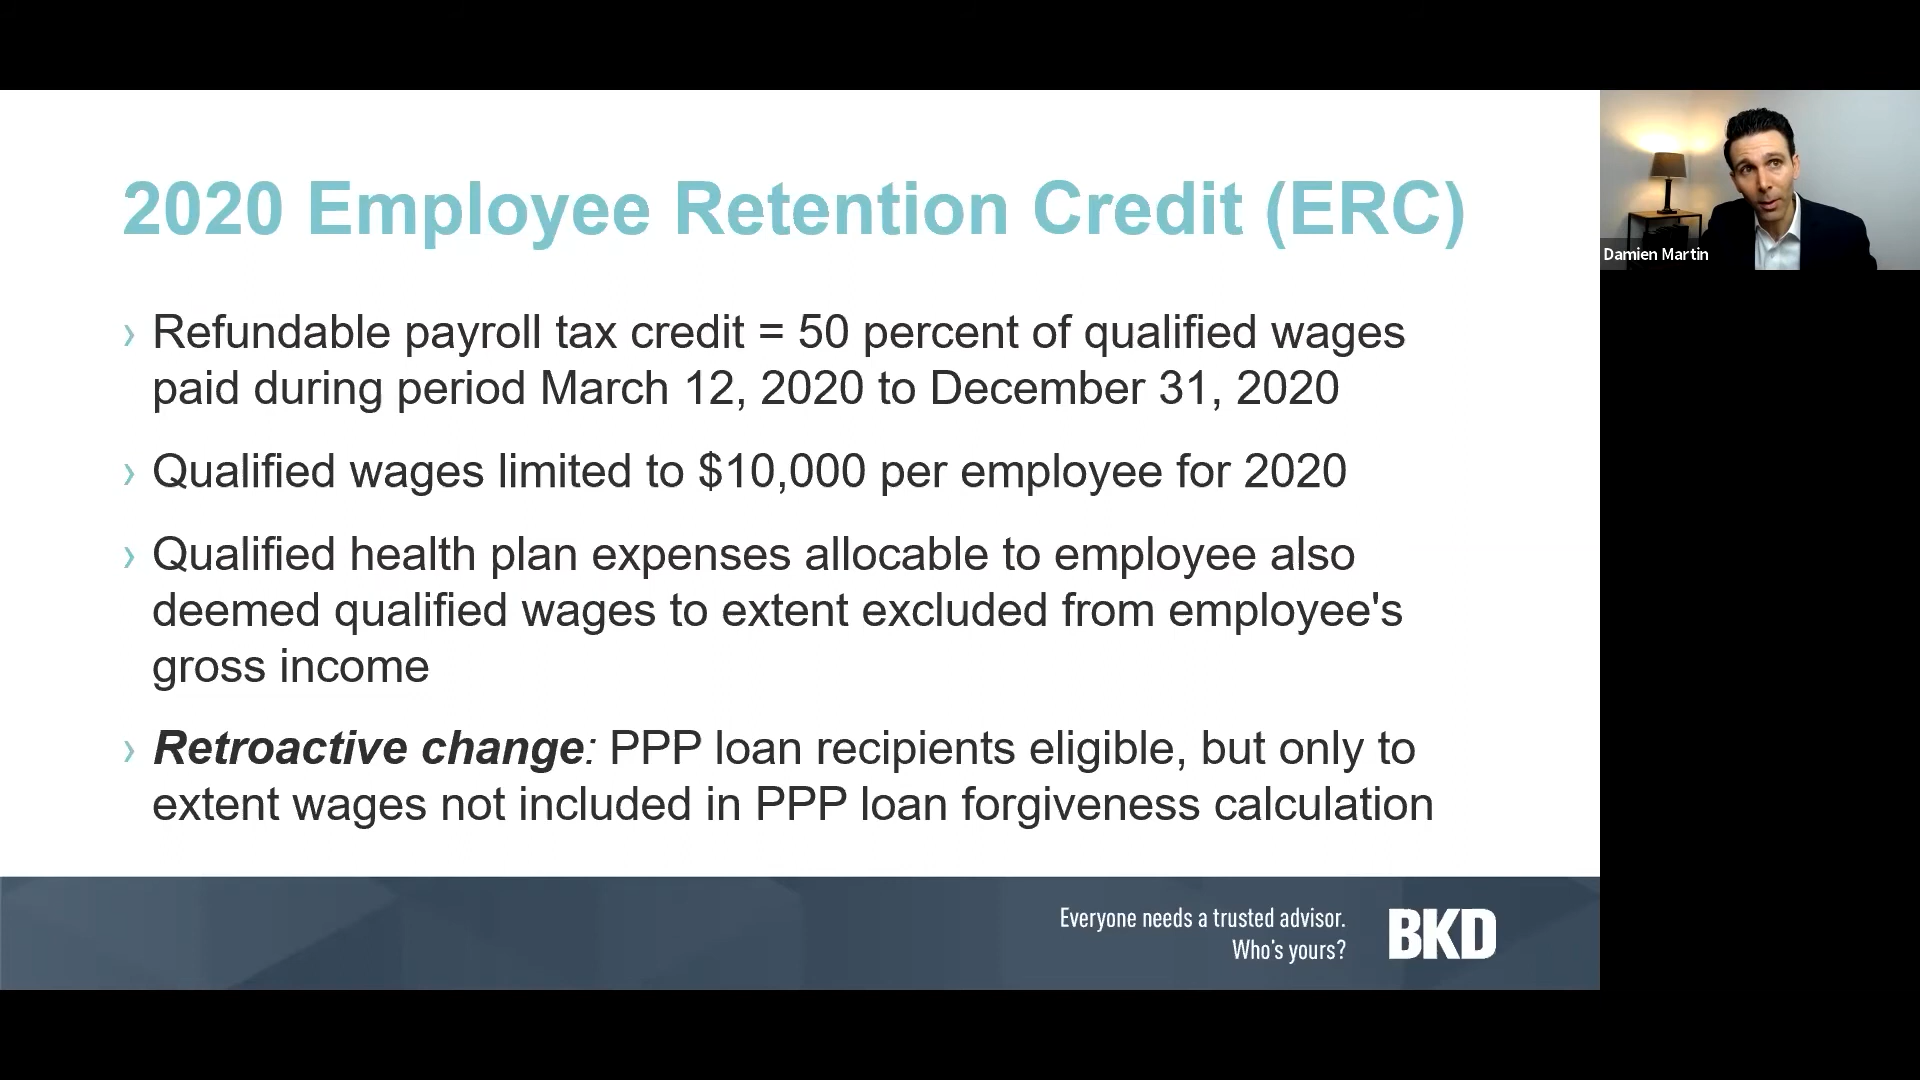 2020 Employee Retention Credit (ERC)
› Refundable payroll tax credit = 50 percent of qualified wages
paid during period March 12, 2020 to December 31, 2020
› Qualified wages limited to $10,000 per employee for 2020
› Qualified health plan expenses allocable to employee also
deemed qualified wages to extent excluded from employee's
gross income
› Retroactive change: PPP loan recipients eligible, but only to
extent wages not included in PPP loan forgiveness calculation
Everyone needs a trusted advisor.
Who's yours?
BKD
Damien Martin